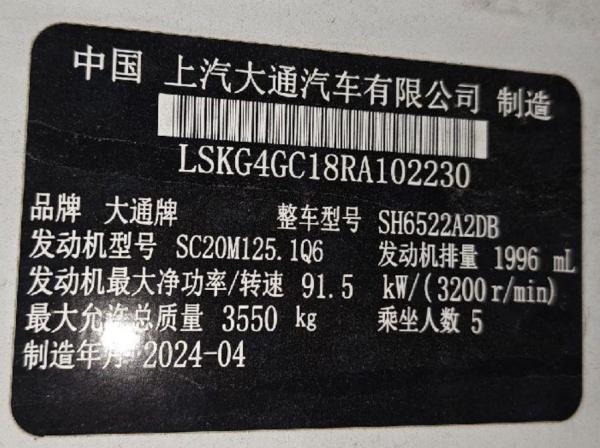 中国 上汽大通汽车有限公司 制造
LSKG4GC18RA102230
品牌 大通牌 整车型号 SH6522A2DB
发动机型号 SC20M125.1Q6 发动机排量 1996 mL
发动机最大净功率/转速 91.5 kW/(3200r/min)
最大允许总质量 3550 kg 乘坐人数 5
制造年月 2024-04